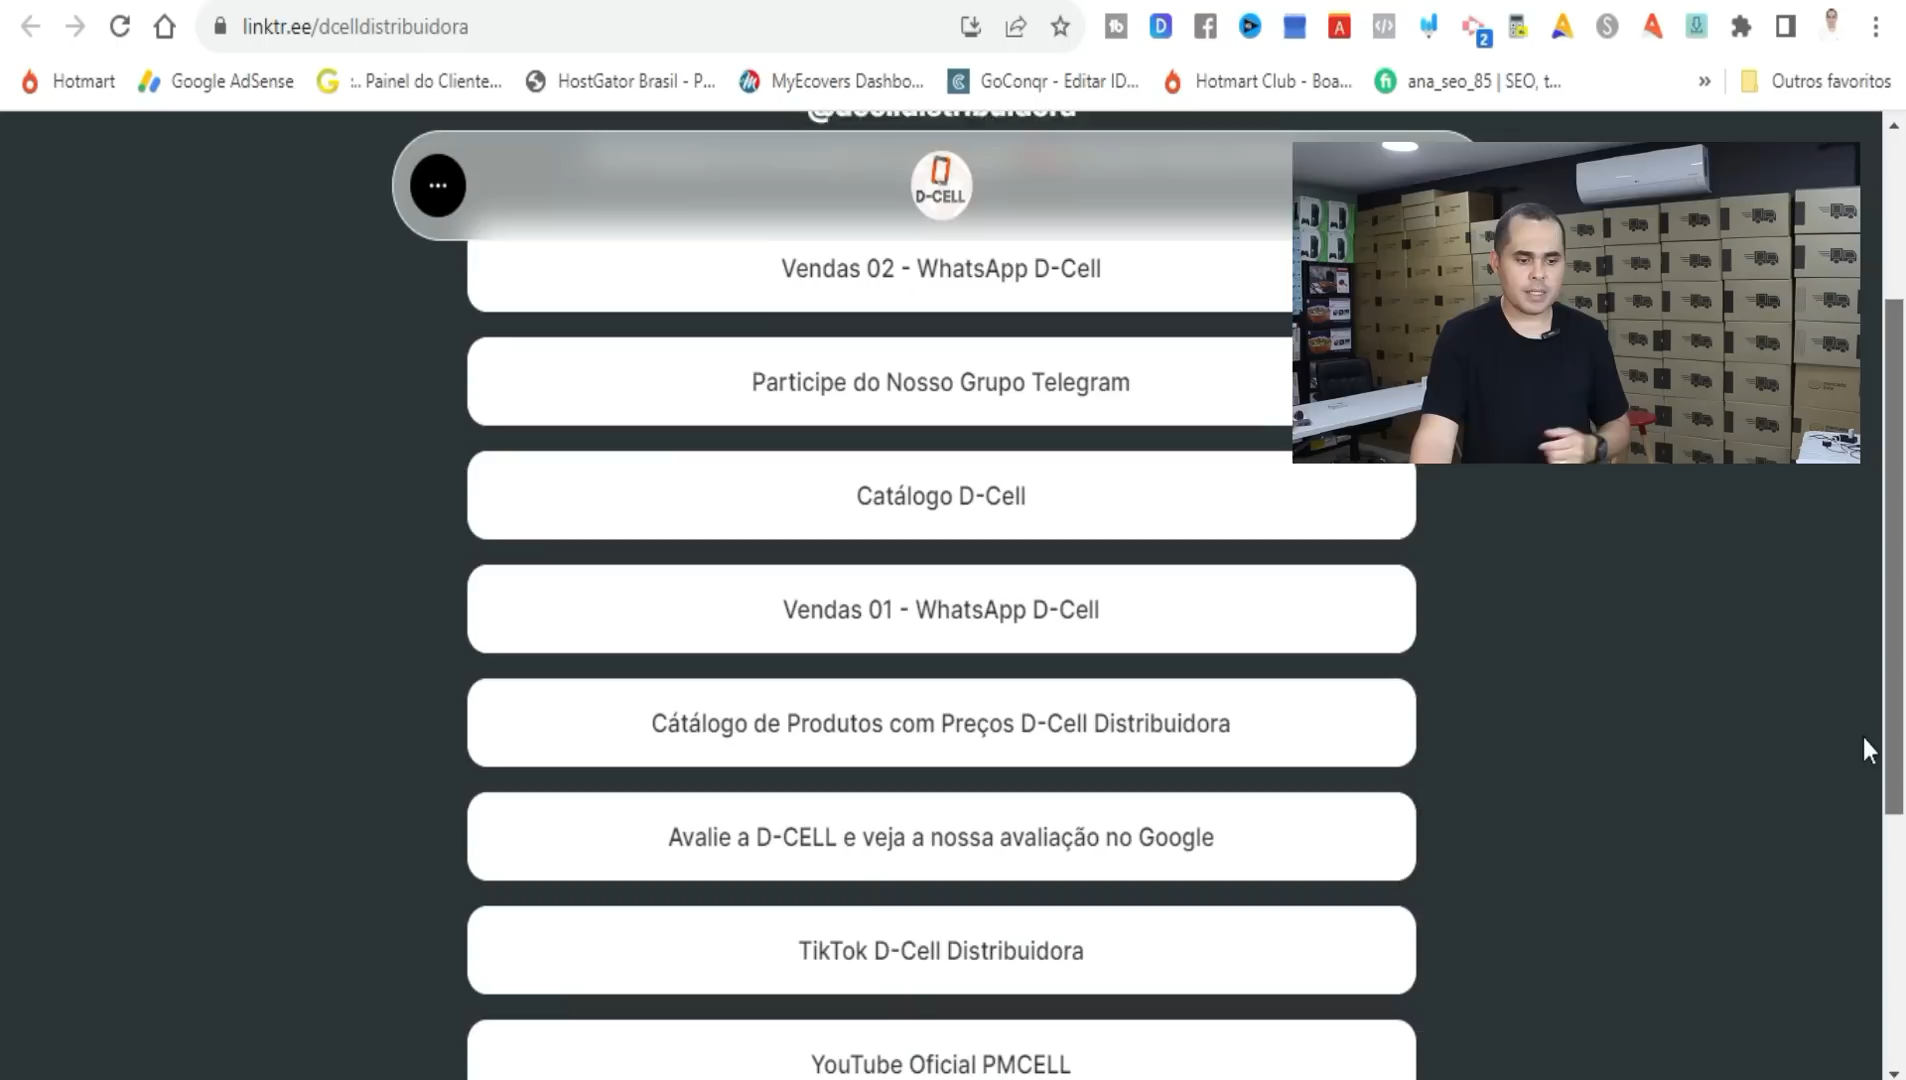 linktr.ee/dcelldistribuidora
2
Hotmart
Google AdSense
:.. Painel do Cliente...
HostGator Brasil - P...
MyEcovers Dashbo...
GoConqr - Editar ID...
Hotmart Club - Boa...
ana_seo_85 | SEO, t...
»
Outros favoritos
@dcelldistribuidora
D-CELL
Vendas 02 - WhatsApp D-Cell
Participe do Nosso Grupo Telegram
Catálogo D-Cell
Vendas 01 - WhatsApp D-Cell
Cátálogo de Produtos com Preços D-Cell Distribuidora
Avalie a D-CELL e veja a nossa avaliação no Google
TikTok D-Cell Distribuidora
YouTube Oficial PMCELL